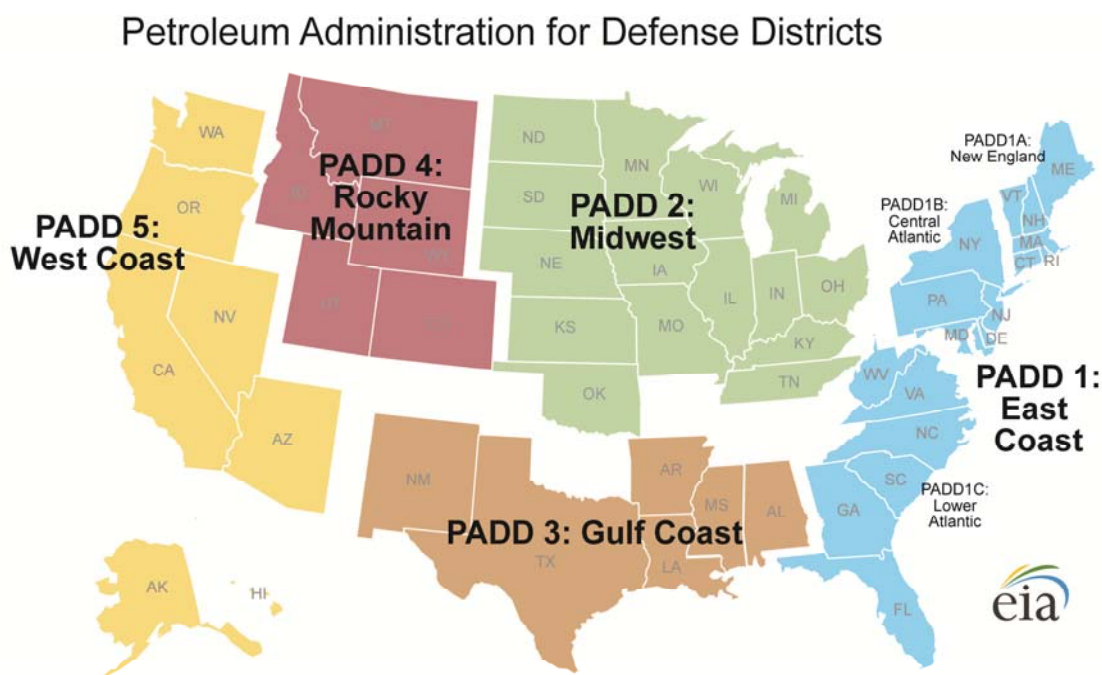 Petroleum Administration for Defense Districts
WA
MT
ND
MN
PADD1A:
New England
ME
PADD 4:
Rocky
Mountain
ID
OR
SD
WI
MI
VT
NH
PADD1B:
Central
Atlantic
NY
MA
CT
RI
PADD 5:
West Coast
PADD 2:
Midwest
WY
NE
IA
NV
UT
IL
IN
OH
PA
NJ
MD
DE
CA
KS
MO
KY
WV
VA
PADD 1:
East
Coast
AZ
OK
TN
NC
NM
AR
SC
PADD1C:
Lower
Atlantic
MS
AL
GA
PADD 3: Gulf Coast
TX
LA
AK
HI
FL
eia